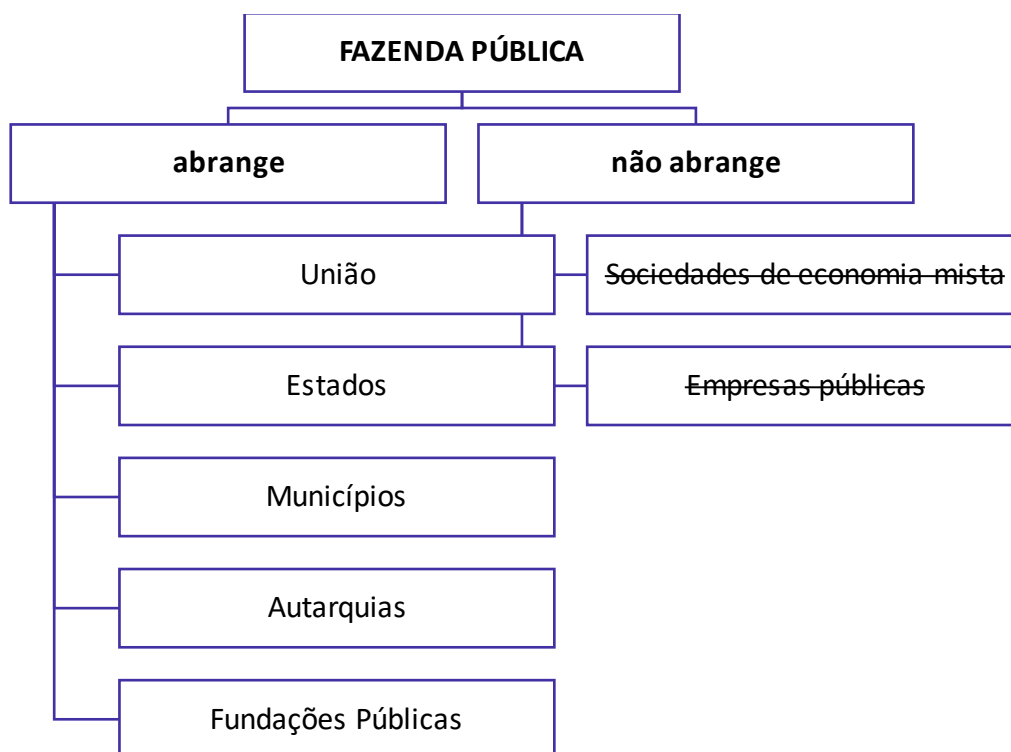 FAZENDA PÚBLICA
abrange
não abrange
União
Sociedades de economia mista
Estados
Empresas públicas
Municípios
Autarquias
Fundações Públicas